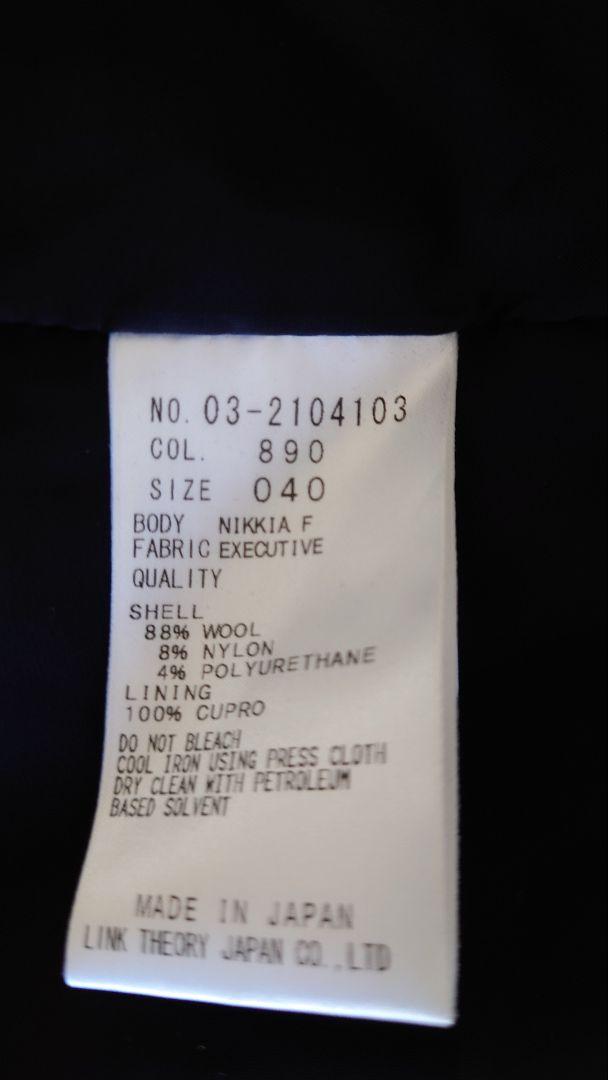 NO. 03-2104103
COL. 890
SIZE 040
BODY NIKKIA F
FABRIC EXECUTIVE
QUALITY
SHELL
88% WOOL
8% NYLON
4% POLYURETHANE
LINING
100% CUPRO
DO NOT BLEACH
COOL IRON USING PRESS CLOTH
DRY CLEAN WITH PETROLEUM
BASED SOLVENT
MADE IN JAPAN
LINK THEORY JAPAN CO.,LTD